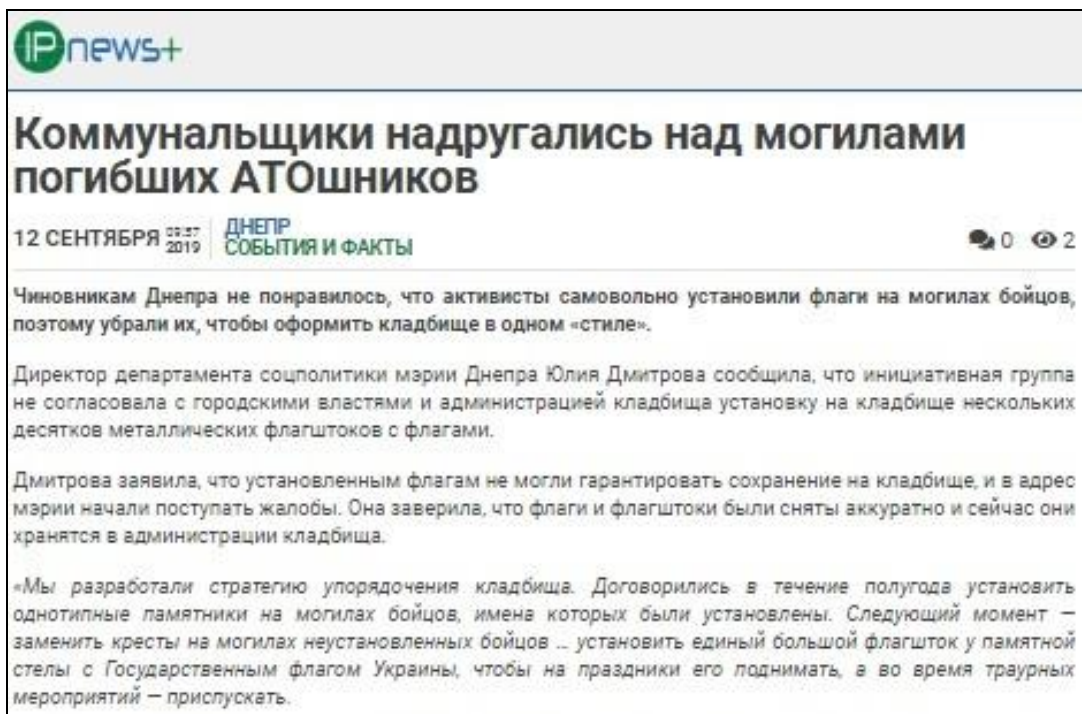 IPnews+
Коммунальщики надругались над могилами
погибших АТОшников
12 СЕНТЯБРЯ 09:57 2019 ДНЕПР
СОБЫТИЯ И ФАКТЫ 0 2
Чиновникам Днепра не понравилось, что активисты самовольно установили флаги на могилах бойцов,
поэтому убрали их, чтобы оформить кладбище в одном «стиле».
Директор департамента соцполитики мэрии Днепра Юлия Дмитрова сообщила, что инициативная группа
не согласовала с городскими властями и администрацией кладбища установку на кладбище нескольких
десятков металлических флагштоков с флагами.
Дмитрова заявила, что установленным флагам не могли гарантировать сохранение на кладбище, и в адрес
мэрии начали поступать жалобы. Она заверила, что флаги и флагштоки были сняты аккуратно и сейчас они
хранятся в администрации кладбища.
«Мы разработали стратегию упорядочения кладбища. Договорились в течение полугода установить
однотипные памятники на могилах бойцов, имена которых были установлены. Следующий момент —
заменить кресты на могилах неустановленных бойцов ... установить единый большой флагшток у памятной
стелы с Государственным флагом Украины, чтобы на праздники его поднимать, а во время траурных
мероприятий — приспускать.